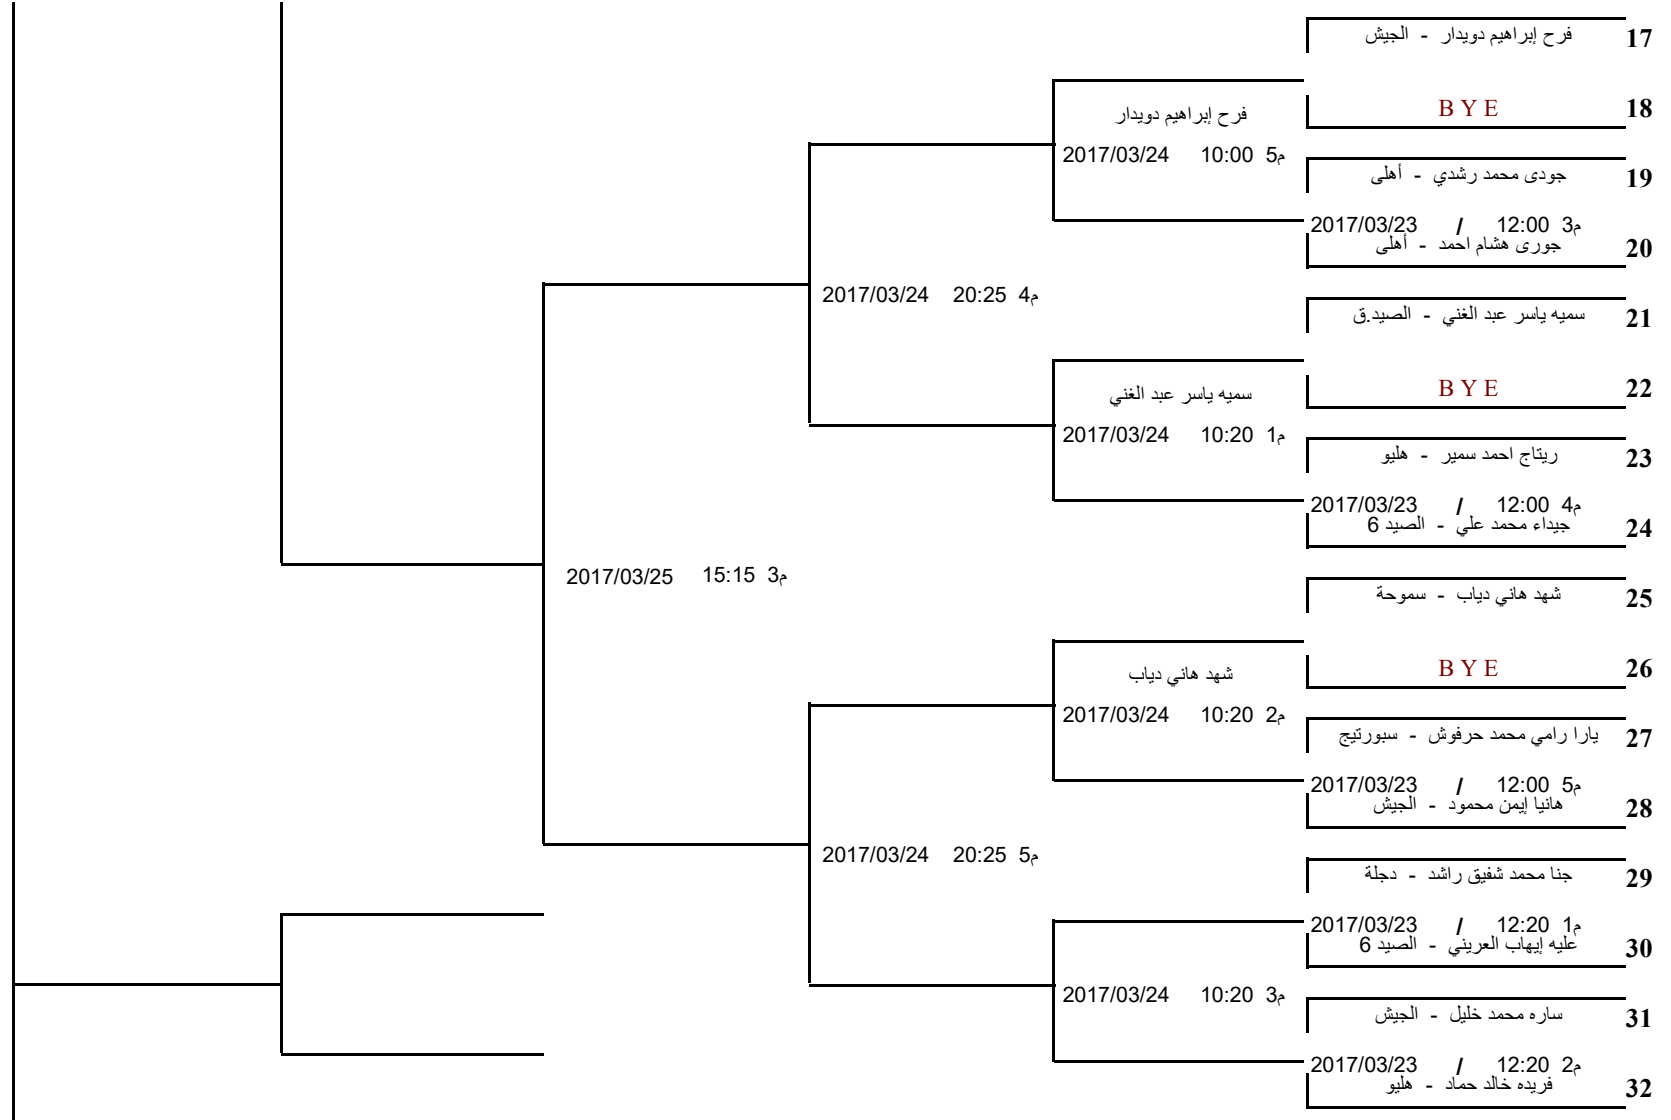 17 فرح إبراهيم دويدار - الجيش
18 B Y E
فرح إبراهيم دويدار
2017/03/24 10:00 م5
19 جودى محمد رشدي - أهلى
2017/03/23 / 12:00 م3
20 جورى هشام احمد - أهلى
2017/03/24 20:25 م4
21 سميه ياسر عبد الغني - الصيد.ق
22 B Y E
سميه ياسر عبد الغني
2017/03/24 10:20 م1
23 ريتاج احمد سمير - هليو
2017/03/23 / 12:00 م4
24 جيداء محمد علي - الصيد 6
2017/03/25 15:15 م3
25 شهد هاني دياب - سموحة
26 B Y E
شهد هاني دياب
2017/03/24 10:20 م2
27 يارا رامي محمد حرفوش - سبورتيج
2017/03/23 / 12:00 م5
28 هانيا إيمن محمود - الجيش
2017/03/24 20:25 م5
29 جنا محمد شفيق راشد - دجلة
2017/03/23 / 12:20 م1
30 عليه إيهاب العريني - الصيد 6
2017/03/24 10:20 م3
31 ساره محمد خليل - الجيش
2017/03/23 / 12:20 م2
32 فريده خالد حماد - هليو